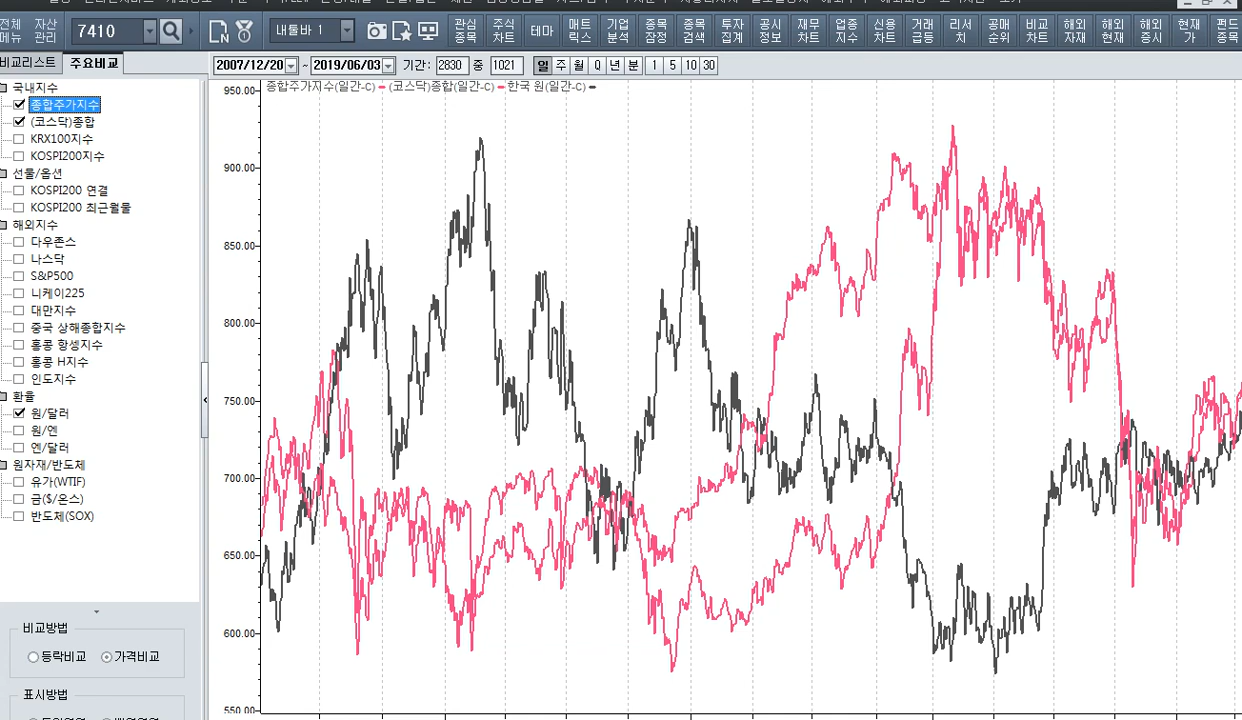 전체 메뉴
자산 관리
7410
내툴바 1
관심 종목
주식 차트
테마
매트릭스
기업 분석
종목 잠정
종목 검색
투자 집계
공시 정보
재무 차트
업종 지수
신용 차트
거래 급등
리서치
공매 순위
비교 차트
해외 자재
해외 현재
해외 증시
현재가
펀드 종목
비교리스트
주요비교
2007/12/20 ~ 2019/06/03 기간: 2830 중 1021 일 주 월 Q 년 분 1 5 10 30
국내지수
종합주가지수
(코스닥)종합
KRX100지수
KOSPI200지수
선물/옵션
KOSPI200 연결
KOSPI200 최근월물
해외지수
다우존스
나스닥
S&P500
니케이225
대만지수
중국 상해종합지수
홍콩 항셍지수
홍콩 H지수
인도지수
환율
원/달러
원/엔
엔/달러
원자재/반도체
유가(WTIF)
금($/온스)
반도체(SOX)
비교방법
등락비교 가격비교
표시방법
종합주가지수(일간-C) (코스닥)종합(일간-C) 한국 원(일간-C)
950.00
900.00
850.00
800.00
750.00
700.00
650.00
600.00
550.00